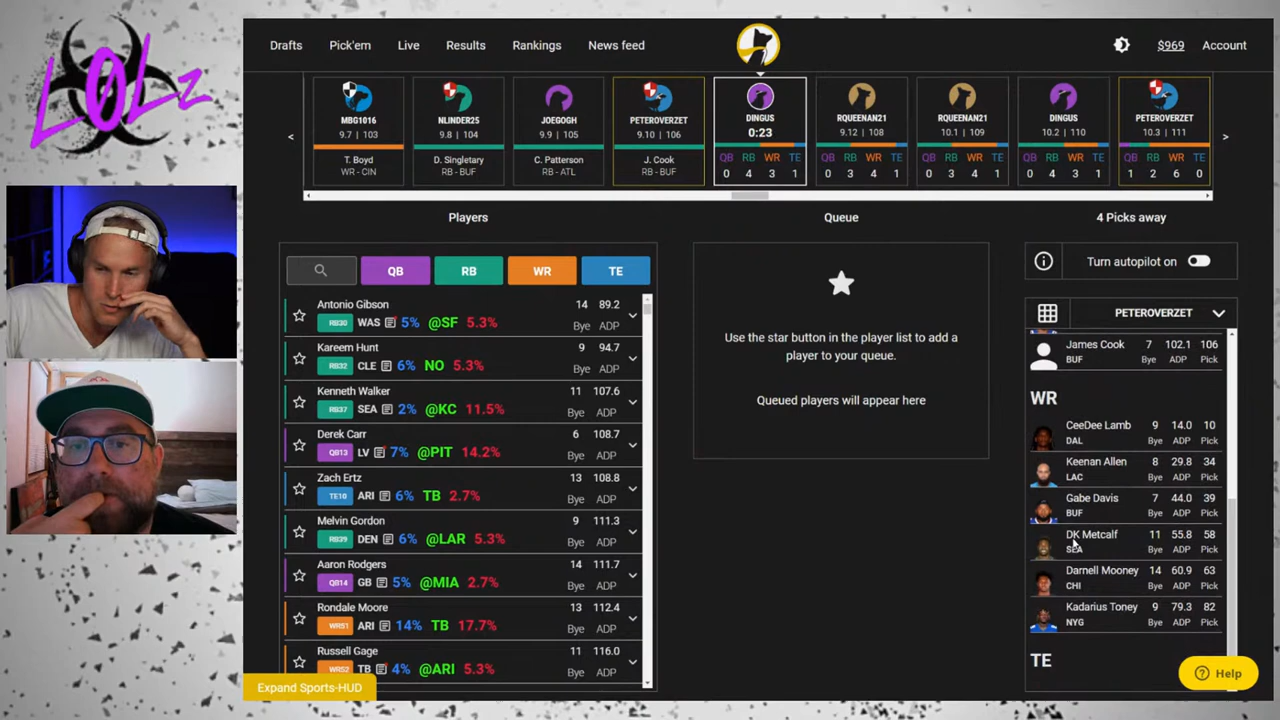 L0Lz
Drafts Pick'em Live Results Rankings News feed $969 Account
< MBG1016 NLINDER25 JOEGOGH PETEROVERZET DINGUS RQUEENAN21 RQUEENAN21 DINGUS PETEROVERZET >
9.7 | 103 9.8 | 104 9.9 | 105 9.10 | 106 0:23 9.12 | 108 10.1 | 109 10.2 | 110 10.3 | 111
T. Boyd D. Singletary C. Patterson J. Cook QB RB WR TE QB RB WR TE QB RB WR TE QB RB WR TE QB RB WR TE
WR - CIN RB - BUF RB - ATL RB - BUF 0 4 3 1 0 3 4 1 0 3 4 1 0 4 3 1 1 2 6 0
Players
QB RB WR TE
Antonio Gibson 14 89.2
RB30 WAS 5% @SF 5.3% Bye ADP
Kareem Hunt 9 94.7
RB32 CLE 6% NO 5.3% Bye ADP
Kenneth Walker 11 107.6
RB37 SEA 2% @KC 11.5% Bye ADP
Derek Carr 6 108.7
QB13 LV 7% @PIT 14.2% Bye ADP
Zach Ertz 13 108.8
TE10 ARI 6% TB 2.7% Bye ADP
Melvin Gordon 9 111.3
RB39 DEN 6% @LAR 5.3% Bye ADP
Aaron Rodgers 14 111.7
QB14 GB 5% @MIA 2.7% Bye ADP
Rondale Moore 13 112.4
WR51 ARI 14% TB 17.7% Bye ADP
Russell Gage 11 116.0
WR52 TB 4% @ARI 5.3% Bye ADP
Expand Sports-HUD
Queue
Use the star button in the player list to add a
player to your queue.
Queued players will appear here
4 Picks away
Turn autopilot on
PETEROVERZET
James Cook 7 102.1 106
BUF Bye ADP Pick
WR
CeeDee Lamb 9 14.0 10
DAL Bye ADP Pick
Keenan Allen 8 29.8 34
LAC Bye ADP Pick
Gabe Davis 7 44.0 39
BUF Bye ADP Pick
DK Metcalf 11 55.8 58
SEA Bye ADP Pick
Darnell Mooney 14 60.9 63
CHI Bye ADP Pick
Kadarius Toney 9 79.3 82
NYG Bye ADP Pick
TE
Help